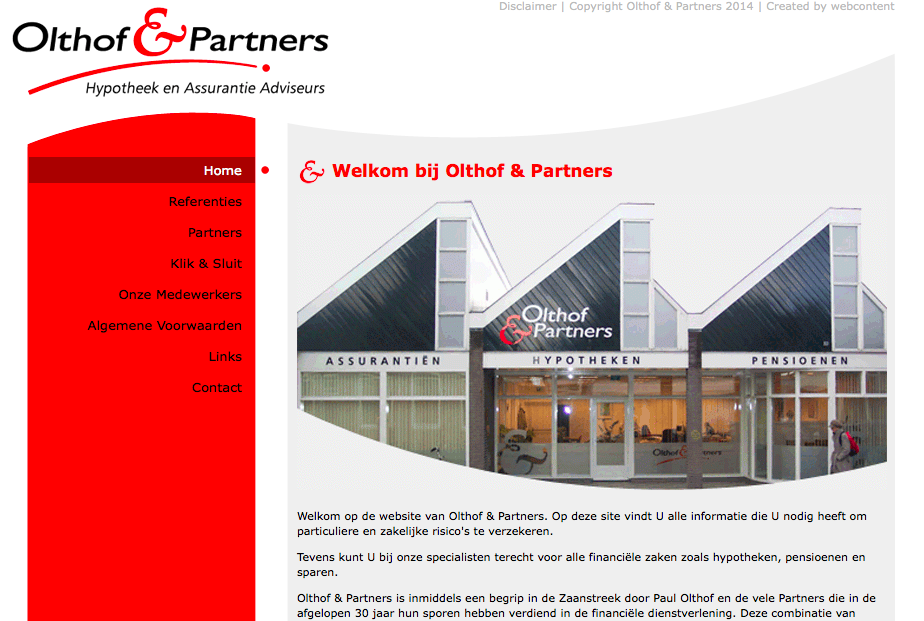 Disclaimer | Copyright Olthof & Partners 2014 | Created by webcontent
Olthof & Partners
Hypotheek en Assurantie Adviseurs
Home
Referenties
Partners
Klik & Sluit
Onze Medewerkers
Algemene Voorwaarden
Links
Contact
& Welkom bij Olthof & Partners
Olthof
& Partners
ASSURANTIËN
HYPOTHEKEN
PENSIOENEN
Olthof & Partners
Welkom op de website van Olthof & Partners. Op deze site vindt U alle informatie die U nodig heeft om
particuliere en zakelijke risico's te verzekeren.
Tevens kunt U bij onze specialisten terecht voor alle financiële zaken zoals hypotheken, pensioenen en
sparen.
Olthof & Partners is inmiddels een begrip in de Zaanstreek door Paul Olthof en de vele Partners die in de
afgelopen 30 jaar hun sporen hebben verdiend in de financiële dienstverlening. Deze combinatie van